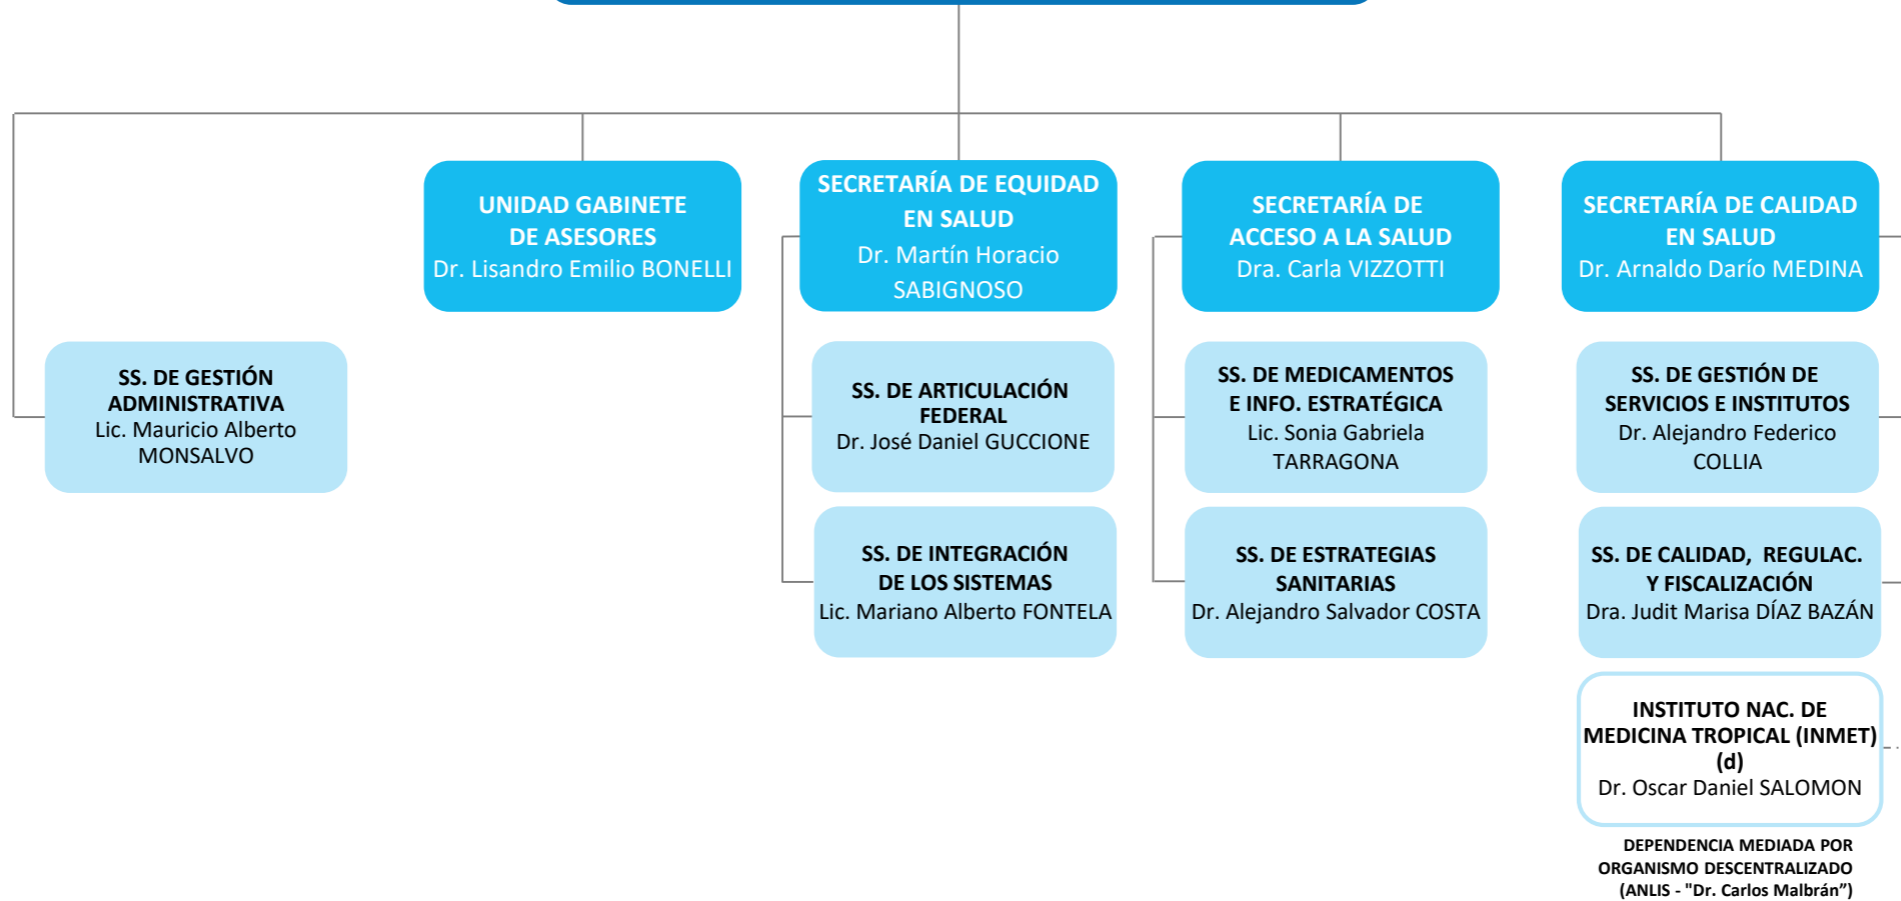 UNIDAD GABINETE
DE ASESORES
Dr. Lisandro Emilio BONELLI
SECRETARÍA DE EQUIDAD
EN SALUD
Dr. Martín Horacio
SABIGNOSO
SECRETARÍA DE
ACCESO A LA SALUD
Dra. Carla VIZZOTTI
SECRETARÍA DE CALIDAD
EN SALUD
Dr. Arnaldo Darío MEDINA
SS. DE GESTIÓN
ADMINISTRATIVA
Lic. Mauricio Alberto
MONSALVO
SS. DE ARTICULACIÓN
FEDERAL
Dr. José Daniel GUCCIONE
SS. DE MEDICAMENTOS
E INFO. ESTRATÉGICA
Lic. Sonia Gabriela
TARRAGONA
SS. DE GESTIÓN DE
SERVICIOS E INSTITUTOS
Dr. Alejandro Federico
COLLIA
SS. DE INTEGRACIÓN
DE LOS SISTEMAS
Lic. Mariano Alberto FONTELA
SS. DE ESTRATEGIAS
SANITARIAS
Dr. Alejandro Salvador COSTA
SS. DE CALIDAD, REGULAC.
Y FISCALIZACIÓN
Dra. Judit Marisa DÍAZ BAZÁN
INSTITUTO NAC. DE
MEDICINA TROPICAL (INMET)
(d)
Dr. Oscar Daniel SALOMON
DEPENDENCIA MEDIADA POR
ORGANISMO DESCENTRALIZADO
(ANLIS - "Dr. Carlos Malbrán”)